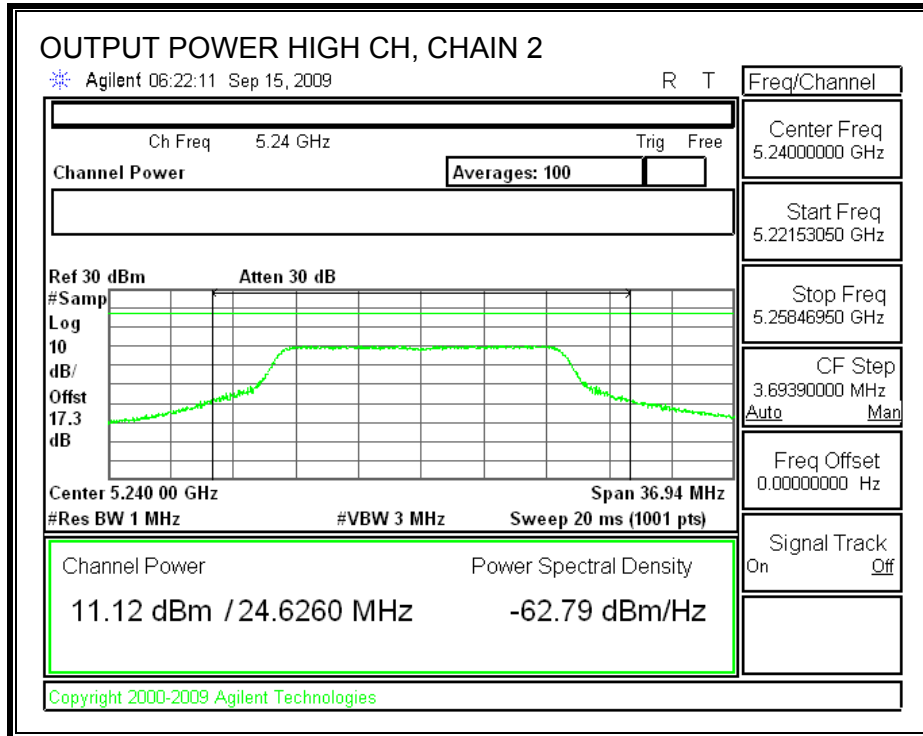 OUTPUT POWER HIGH CH, CHAIN 2
Agilent 06:22:11 Sep 15, 2009 R T
Freq/Channel
Ch Freq 5.24 GHz Trig Free
Channel Power Averages: 100
Center Freq
5.24000000 GHz
Start Freq
5.22153050 GHz
Stop Freq
5.25846950 GHz
CF Step
3.69390000 MHz
Auto Man
Freq Offset
0.00000000 Hz
Signal Track
On Off
Ref 30 dBm Atten 30 dB
#Samp
Log
10
dB/
Offst
17.3
dB
Center 5.240 00 GHz Span 36.94 MHz
#Res BW 1 MHz #VBW 3 MHz Sweep 20 ms (1001 pts)
Channel Power Power Spectral Density
11.12 dBm / 24.6260 MHz -62.79 dBm/Hz
Copyright 2000-2009 Agilent Technologies